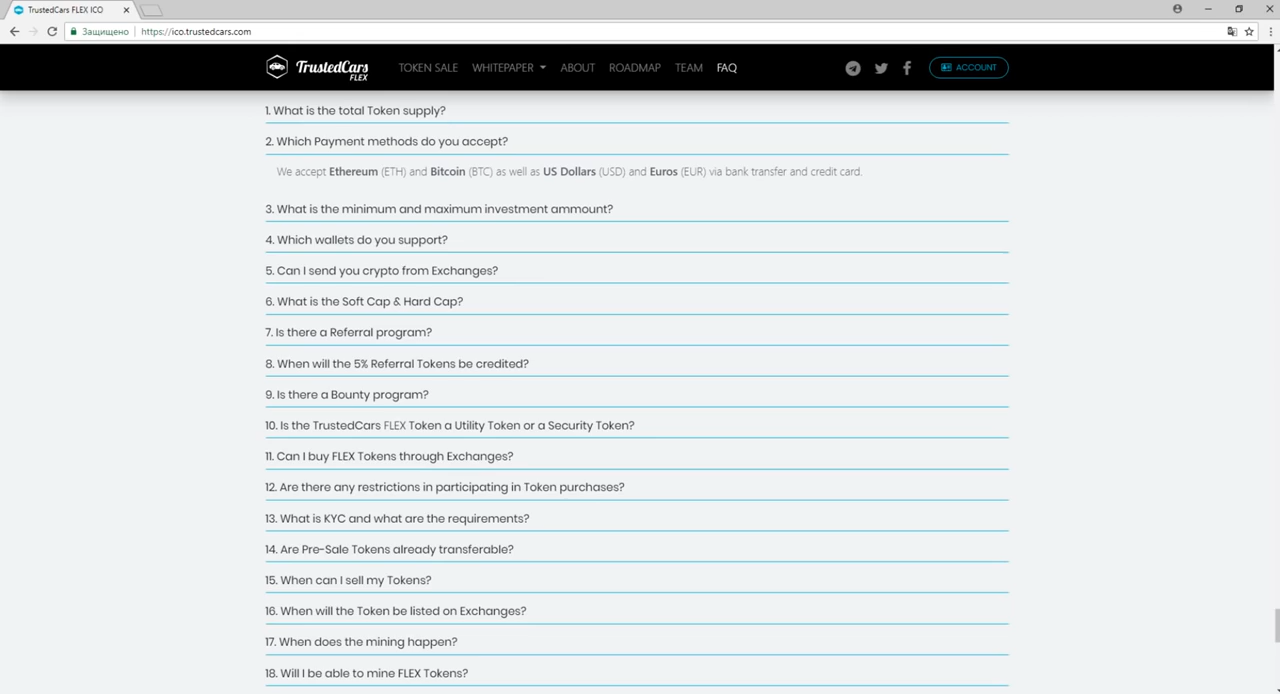 TrustedCars FLEX ICO
Защищено
https://ico.trustedcars.com
TrustedCars
FLEX
TOKEN SALE
WHITEPAPER
ABOUT
ROADMAP
TEAM
FAQ
ACCOUNT
1. What is the total Token supply?
2. Which Payment methods do you accept?
We accept Ethereum (ETH) and Bitcoin (BTC) as well as US Dollars (USD) and Euros (EUR) via bank transfer and credit card.
3. What is the minimum and maximum investment ammount?
4. Which wallets do you support?
5. Can I send you crypto from Exchanges?
6. What is the Soft Cap & Hard Cap?
7. Is there a Referral program?
8. When will the 5% Referral Tokens be credited?
9. Is there a Bounty program?
10. Is the TrustedCars FLEX Token a Utility Token or a Security Token?
11. Can I buy FLEX Tokens through Exchanges?
12. Are there any restrictions in participating in Token purchases?
13. What is KYC and what are the requirements?
14. Are Pre-Sale Tokens already transferable?
15. When can I sell my Tokens?
16. When will the Token be listed on Exchanges?
17. When does the mining happen?
18. Will I be able to mine FLEX Tokens?